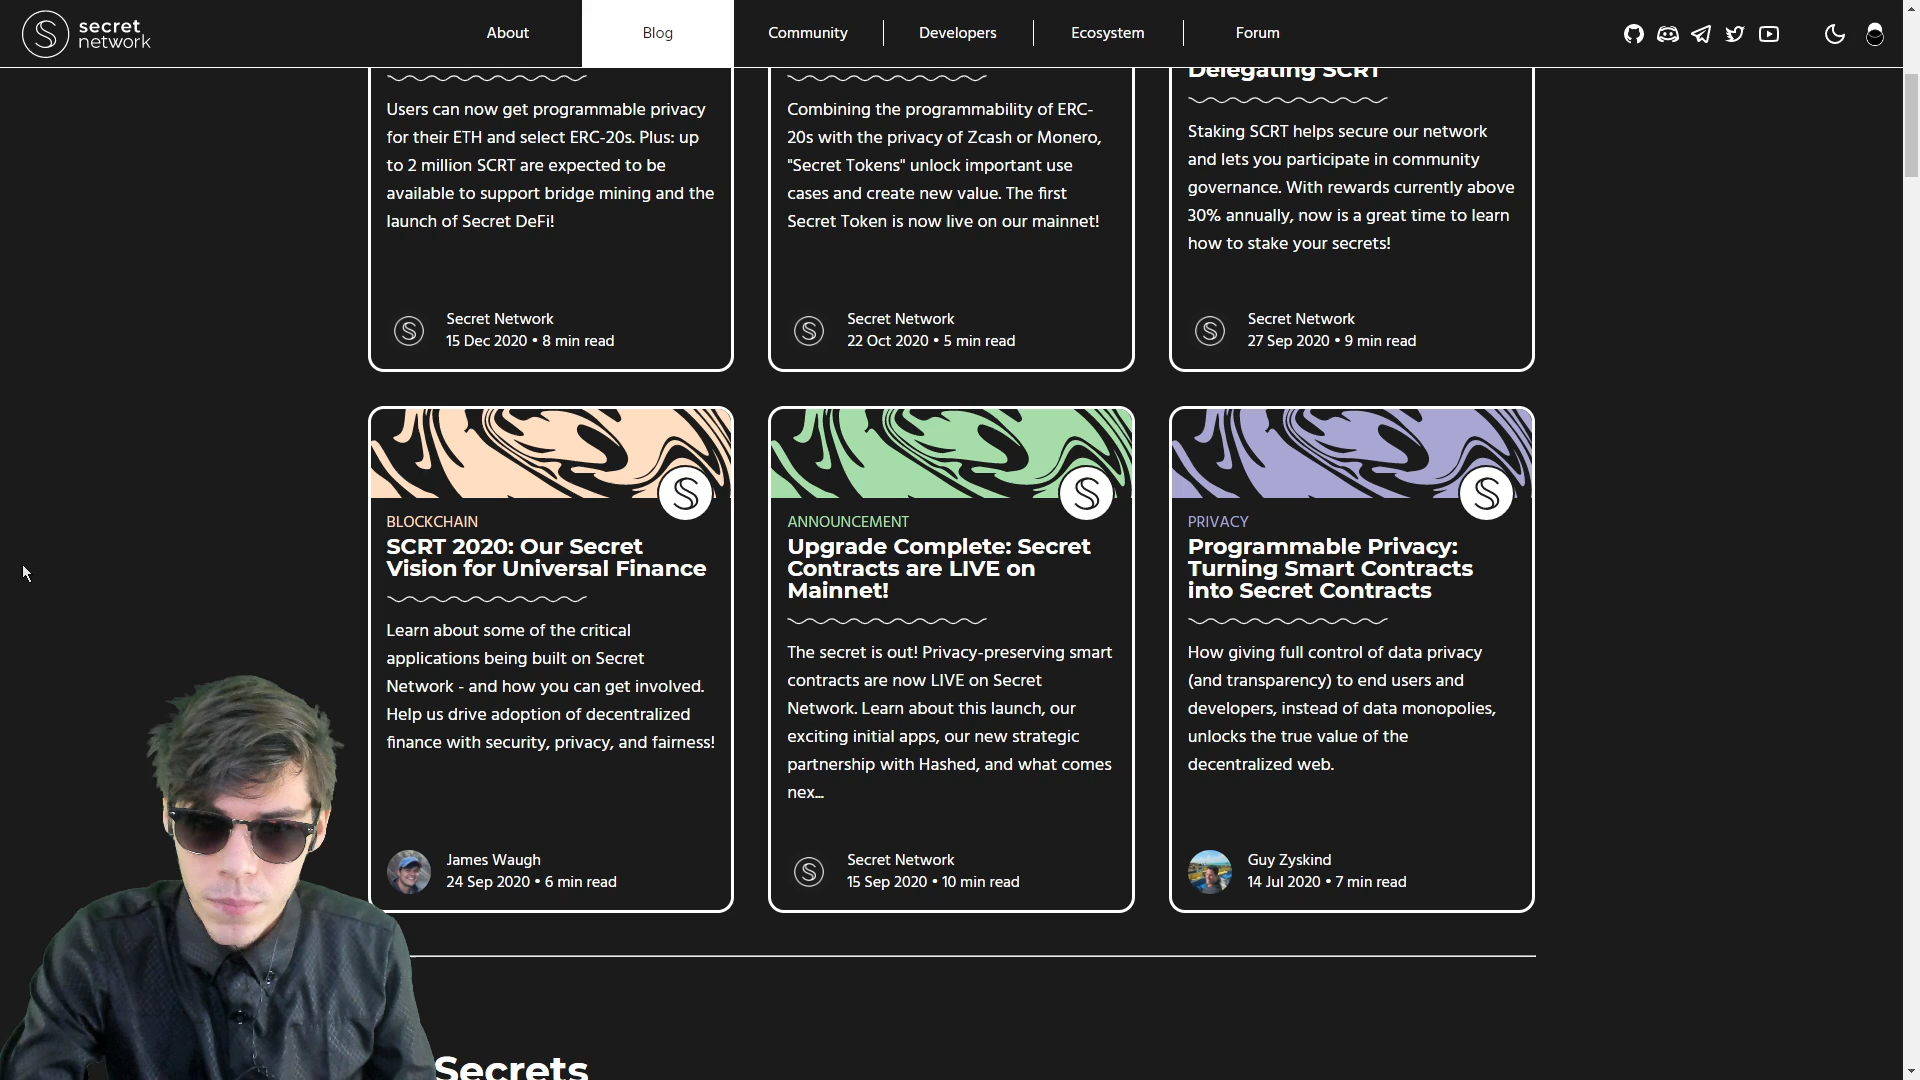 secret
network
About
Blog
Community
Developers
Ecosystem
Forum
Users can now get programmable privacy
for their ETH and select ERC-20s. Plus: up
to 2 million SCRT are expected to be
available to support bridge mining and the
launch of Secret DeFi!
Secret Network
15 Dec 2020 • 8 min read
Combining the programmability of ERC-
20s with the privacy of Zcash or Monero,
"Secret Tokens" unlock important use
cases and create new value. The first
Secret Token is now live on our mainnet!
Secret Network
22 Oct 2020 • 5 min read
Delegating SCRT
Staking SCRT helps secure our network
and lets you participate in community
governance. With rewards currently above
30% annually, now is a great time to learn
how to stake your secrets!
Secret Network
27 Sep 2020 • 9 min read
BLOCKCHAIN
SCRT 2020: Our Secret
Vision for Universal Finance
Learn about some of the critical
applications being built on Secret
Network - and how you can get involved.
Help us drive adoption of decentralized
finance with security, privacy, and fairness!
James Waugh
24 Sep 2020 • 6 min read
ANNOUNCEMENT
Upgrade Complete: Secret
Contracts are LIVE on
Mainnet!
The secret is out! Privacy-preserving smart
contracts are now LIVE on Secret
Network. Learn about this launch, our
exciting initial apps, our new strategic
partnership with Hashed, and what comes
nex...
Secret Network
15 Sep 2020 • 10 min read
PRIVACY
Programmable Privacy:
Turning Smart Contracts
into Secret Contracts
How giving full control of data privacy
(and transparency) to end users and
developers, instead of data monopolies,
unlocks the true value of the
decentralized web.
Guy Zyskind
14 Jul 2020 • 7 min read
Secrets